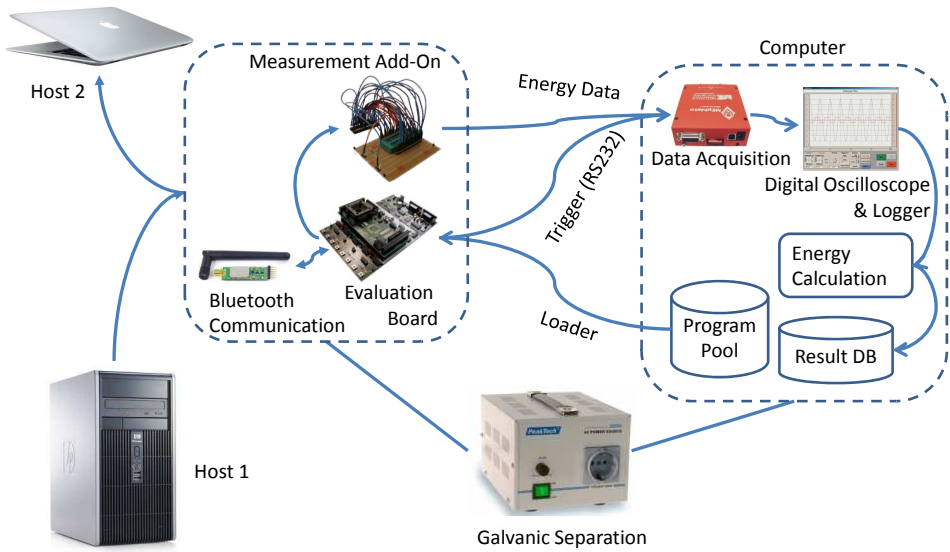 Computer
Measurement Add-On
Energy Data
Host 2
Trigger (RS232)
Data Acquisition
Digital Oscilloscope
& Logger
Energy
Calculation
Bluetooth
Communication
Evaluation
Board
Loader
Program
Pool
Result DB
PeakTech
Host 1
Galvanic Separation